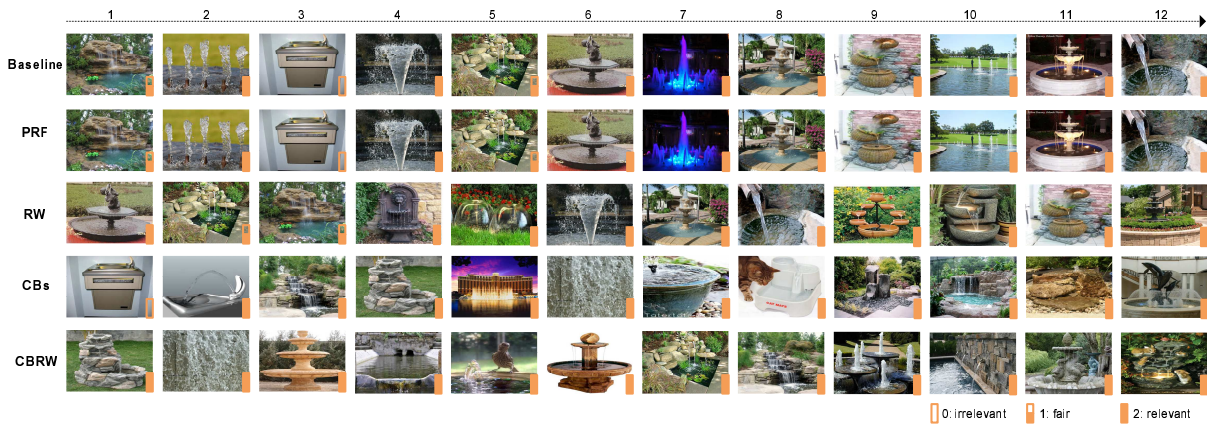 1 2 3 4 5 6 7 8 9 10 11 12
Baseline
PRF
RW
CBs
CBRW
0: irrelevant 1: fair 2: relevant